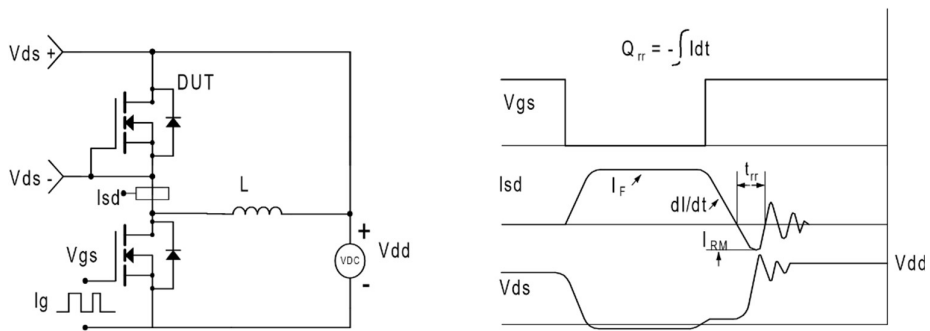 Vds +
DUT
Vds -
Isd
L
Vgs
Ig
+
VDC
-
Vdd
Qrr = -∫Idt
Vgs
Isd
IF
dI/dt
trr
IRM
Vds
Vdd